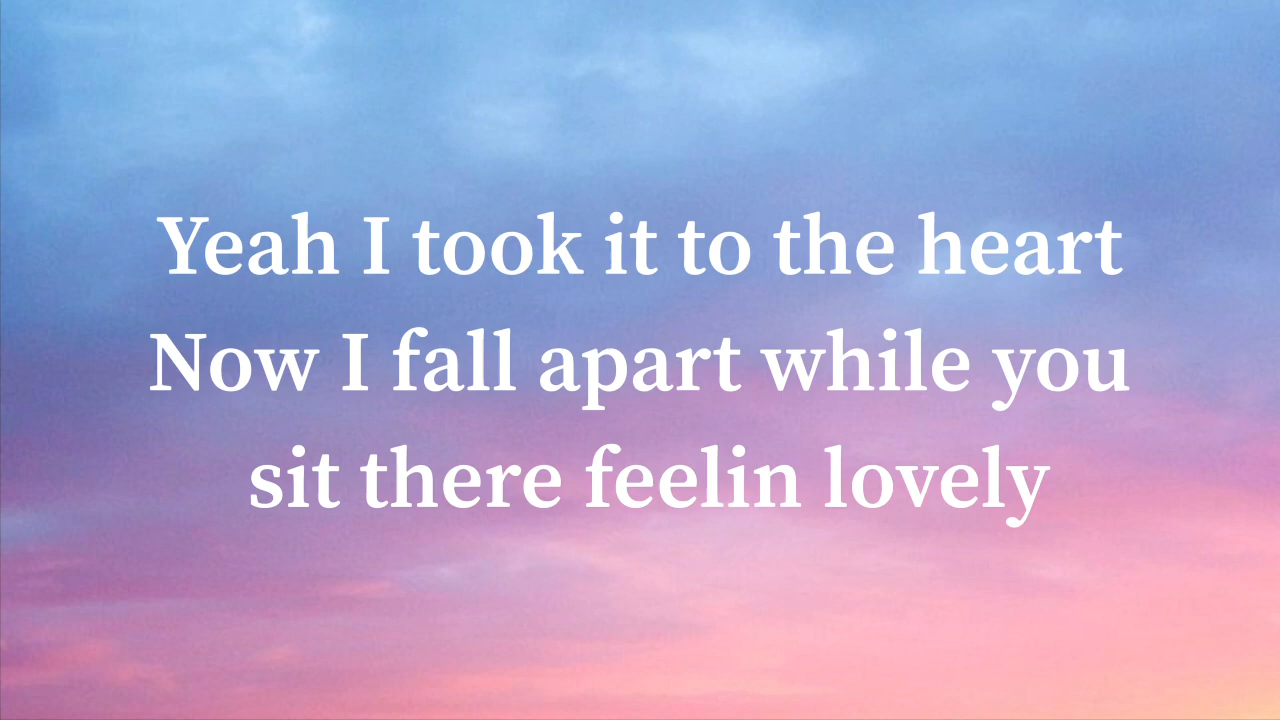 Yeah I took it to the heart
Now I fall apart while you
sit there feelin lovely